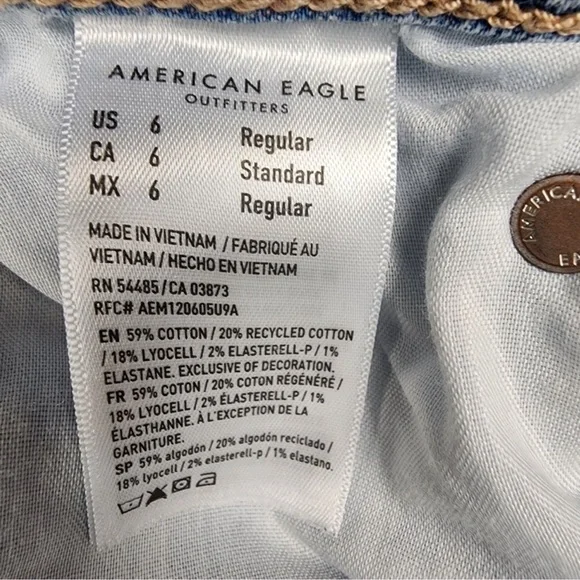 AMERICAN EAGLE
OUTFITTERS
US 6 Regular
CA 6 Standard
MX 6 Regular
MADE IN VIETNAM / FABRIQUÉ AU
VIETNAM / HECHO EN VIETNAM
RN 54485 / CA 03873
RFC# AEM120605U9A
EN 59% COTTON / 20% RECYCLED COTTON
/ 18% LYOCELL / 2% ELASTERELL-P / 1%
ELASTANE. EXCLUSIVE OF DECORATION.
FR 59% COTON / 20% COTON RÉGÉNÉRÉ /
18% LYOCELL / 2% ELASTERELL-P / 1%
ÉLASTHANNE. À L'EXCEPTION DE LA
GARNITURE.
SP 59% algodón / 20% algodón reciclado /
18% lyocell / 2% elasterell-p / 1% elastano.
AMERICAN
EA